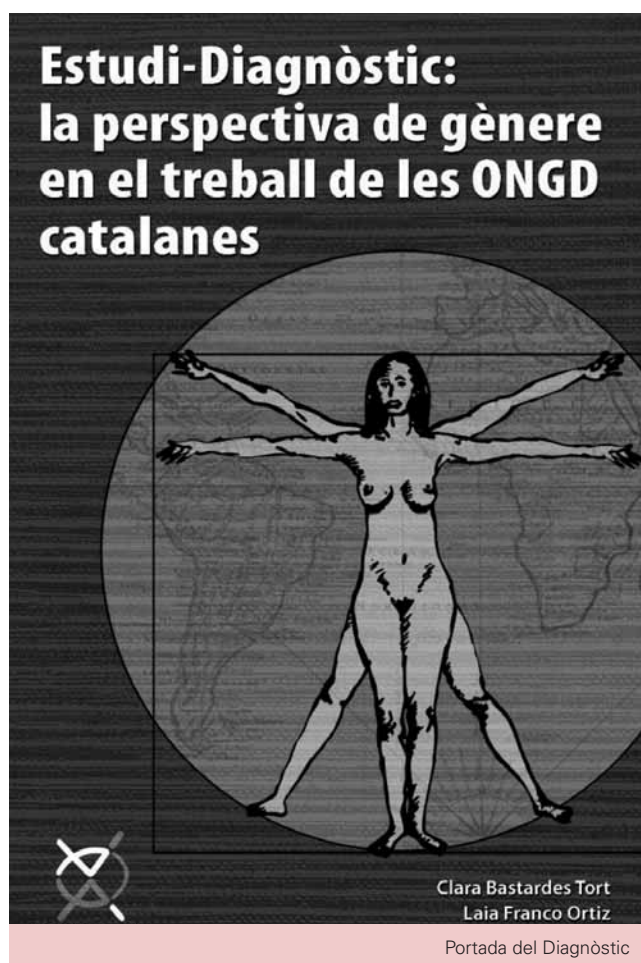 Estudi-Diagnòstic:
la perspectiva de gènere
en el treball de les ONGD
catalanes
Clara Bastardes Tort
Laia Franco Ortiz
Portada del Diagnòstic